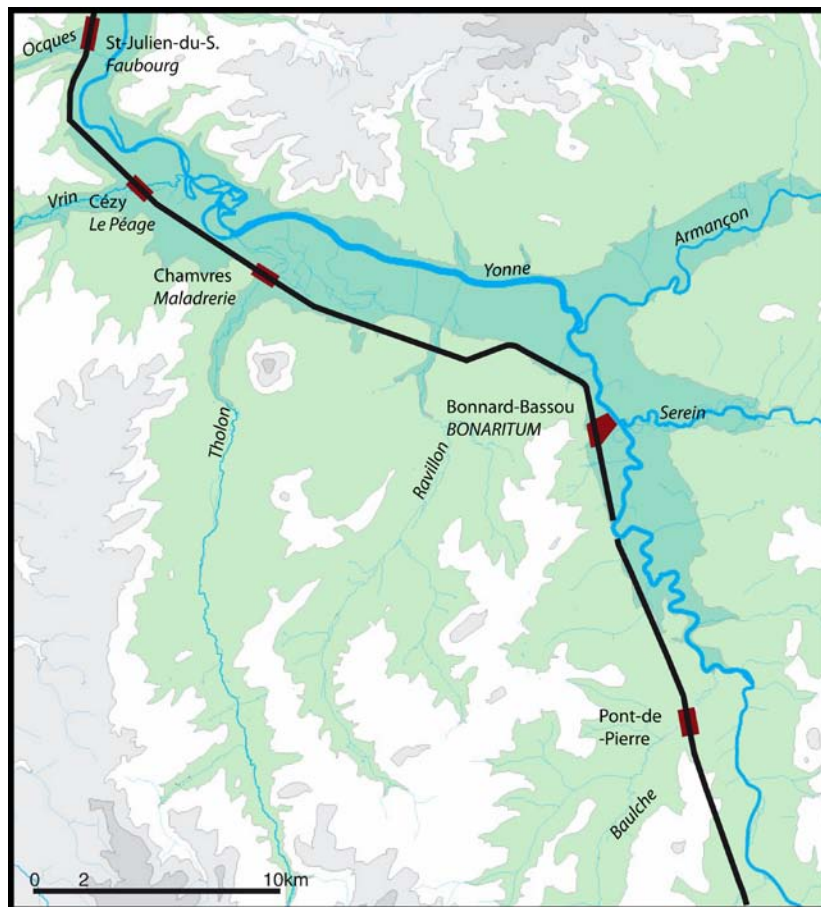 Ocques
St-Julien-du-S.
Faubourg
Vrin
Cézy
Le Péage
Armançon
Yonne
Chamvres
Maladrerie
Bonnard-Bassou
BONARITUM
Serein
Tholon
Ravillon
Pont-de
-Pierre
Baulche
0 2 10km